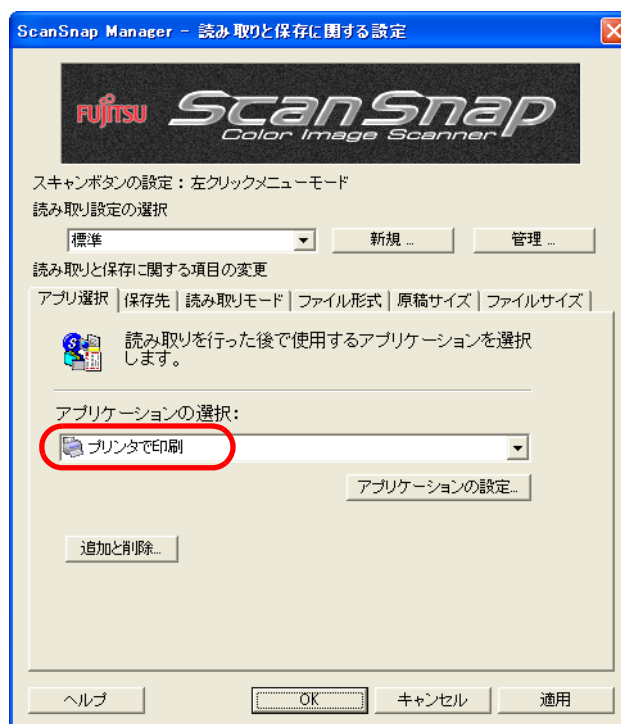 ScanSnap Manager - 読み取りと保存に関する設定
FUJITSU ScanSnap
Color Image Scanner
スキャンボタンの設定：左クリックメニューモード
読み取り設定の選択
標準 新規 ... 管理 ...
読み取りと保存に関する項目の変更
アプリ選択 保存先 読み取りモード ファイル形式 原稿サイズ ファイルサイズ
読み取りを行った後で使用するアプリケーションを選択
します。
アプリケーションの選択:
プリンタで印刷
アプリケーションの設定...
追加と削除...
ヘルプ OK キャンセル 適用